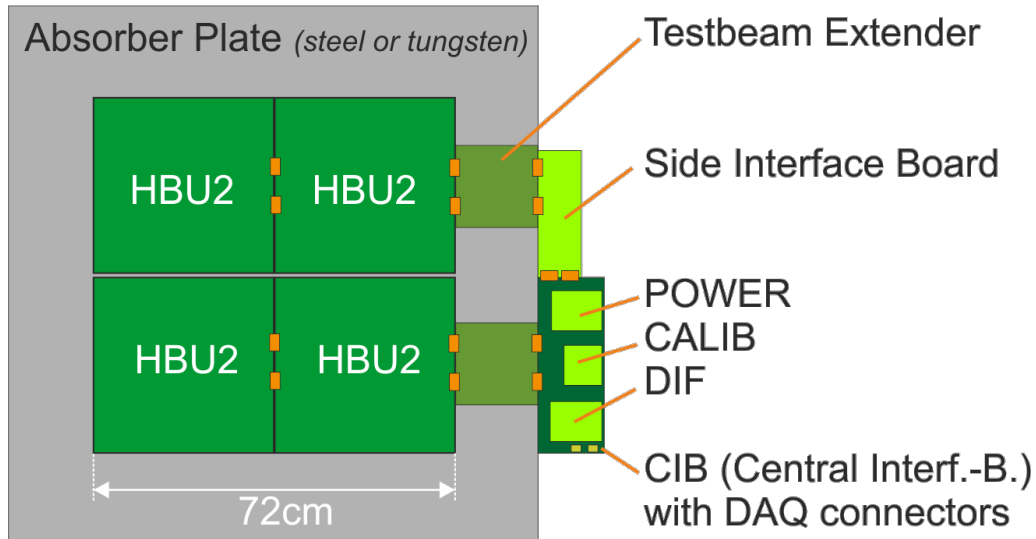 Absorber Plate (steel or tungsten)
Testbeam Extender
HBU2 HBU2
Side Interface Board
POWER
CALIB
HBU2 HBU2
DIF
CIB (Central Interf.-B.)
with DAQ connectors
72cm